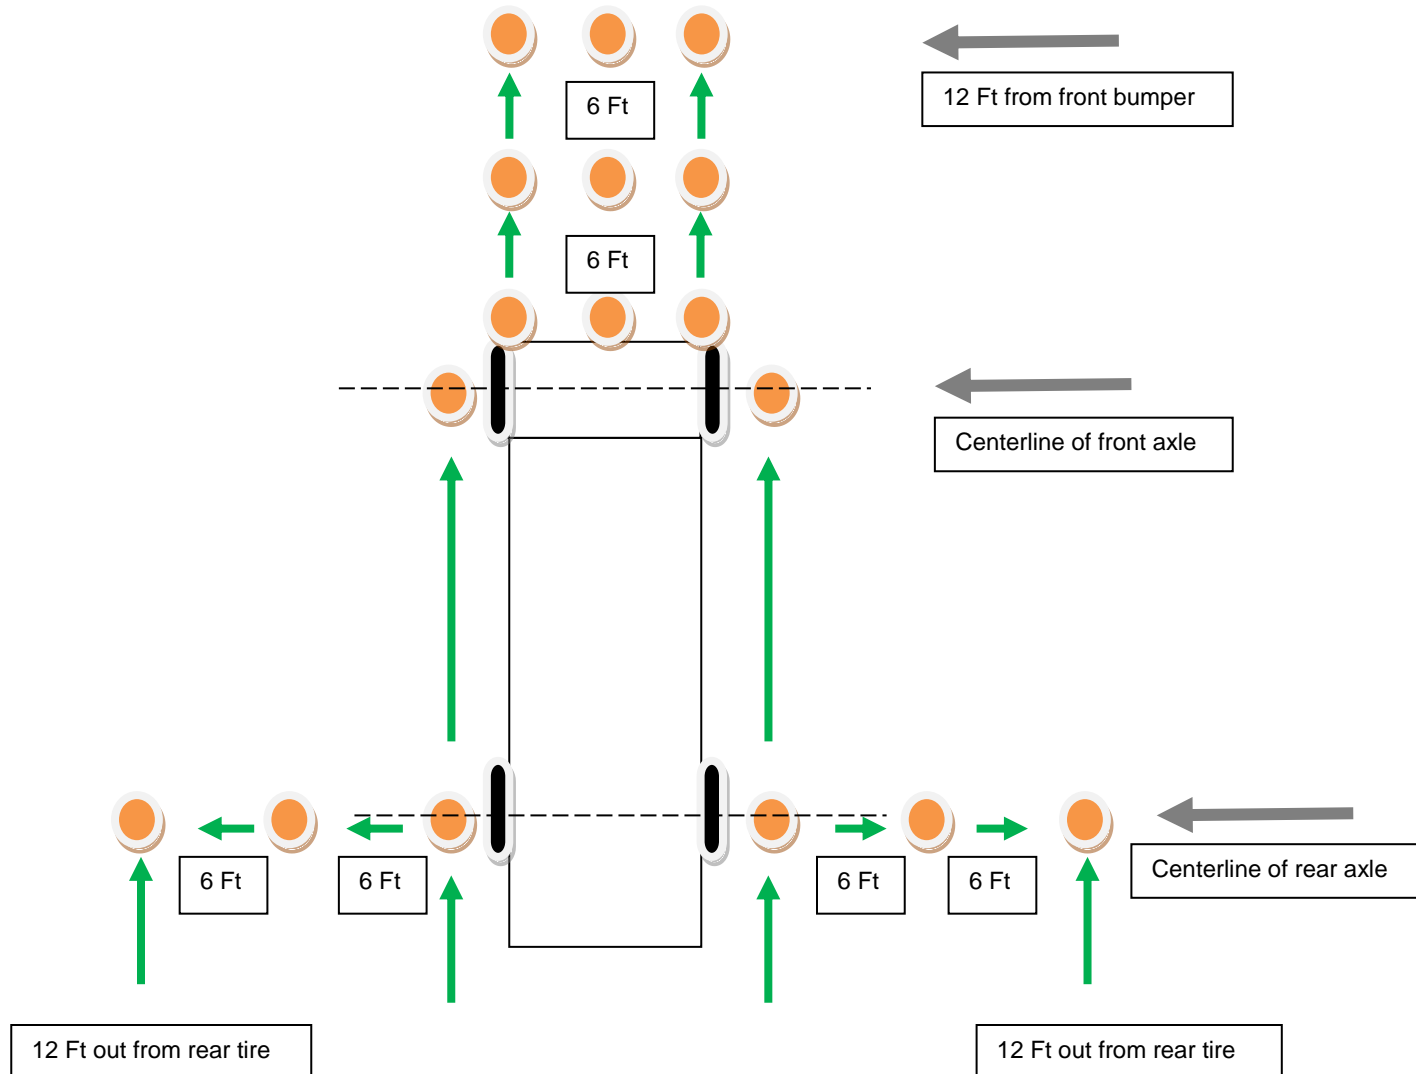 6 Ft
12 Ft from front bumper
6 Ft
Centerline of front axle
6 Ft
6 Ft
6 Ft
6 Ft
Centerline of rear axle
12 Ft out from rear tire
12 Ft out from rear tire